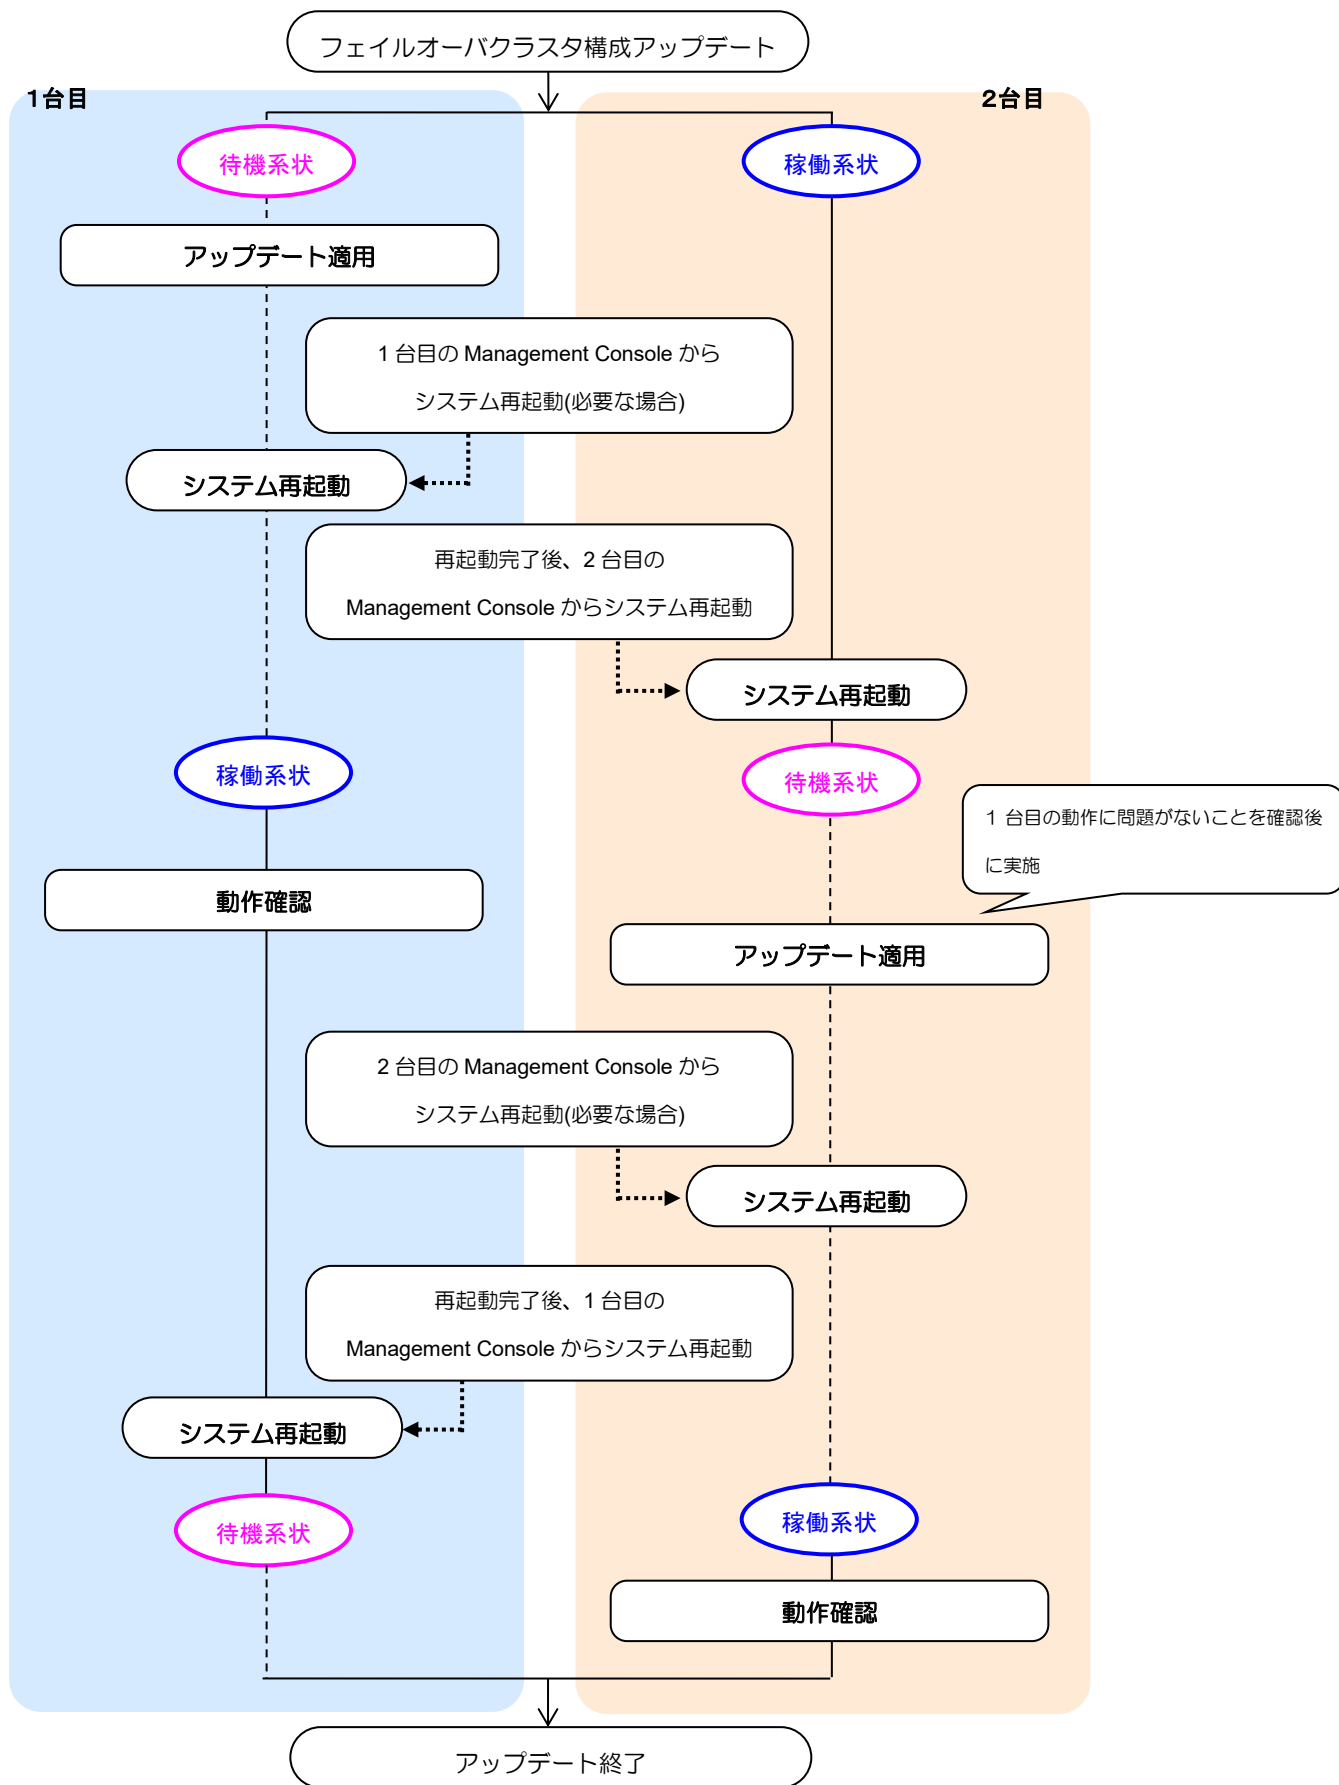 フェイルオーバクラスタ構成アップデート
1台目
2台目
待機系状
稼働系状
アップデート適用
1 台目の Management Console から
システム再起動(必要な場合)
システム再起動
再起動完了後、2 台目の
Management Console からシステム再起動
システム再起動
稼働系状
待機系状
1 台目の動作に問題がないことを確認後
に実施
動作確認
アップデート適用
2 台目の Management Console から
システム再起動(必要な場合)
システム再起動
再起動完了後、1 台目の
Management Console からシステム再起動
システム再起動
待機系状
稼働系状
動作確認
アップデート終了